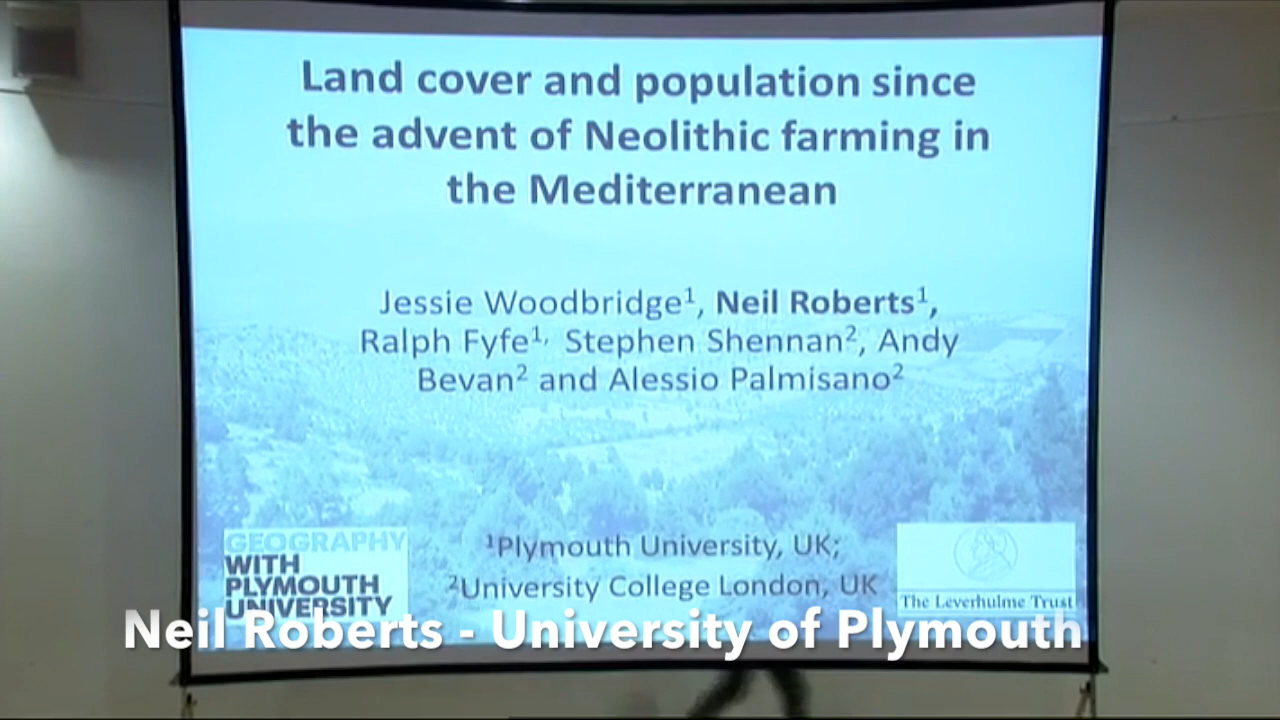 Land cover and population since
the advent of Neolithic farming in
the Mediterranean
Jessie Woodbridge¹, Neil Roberts¹,
Ralph Fyfe¹, Stephen Shennan², Andy
Bevan² and Alessio Palmisano²
¹Plymouth University, UK;
²University College London, UK
GEOGRAPHY
WITH
PLYMOUTH
UNIVERSITY
The Leverhulme Trust
Neil Roberts - University of Plymouth